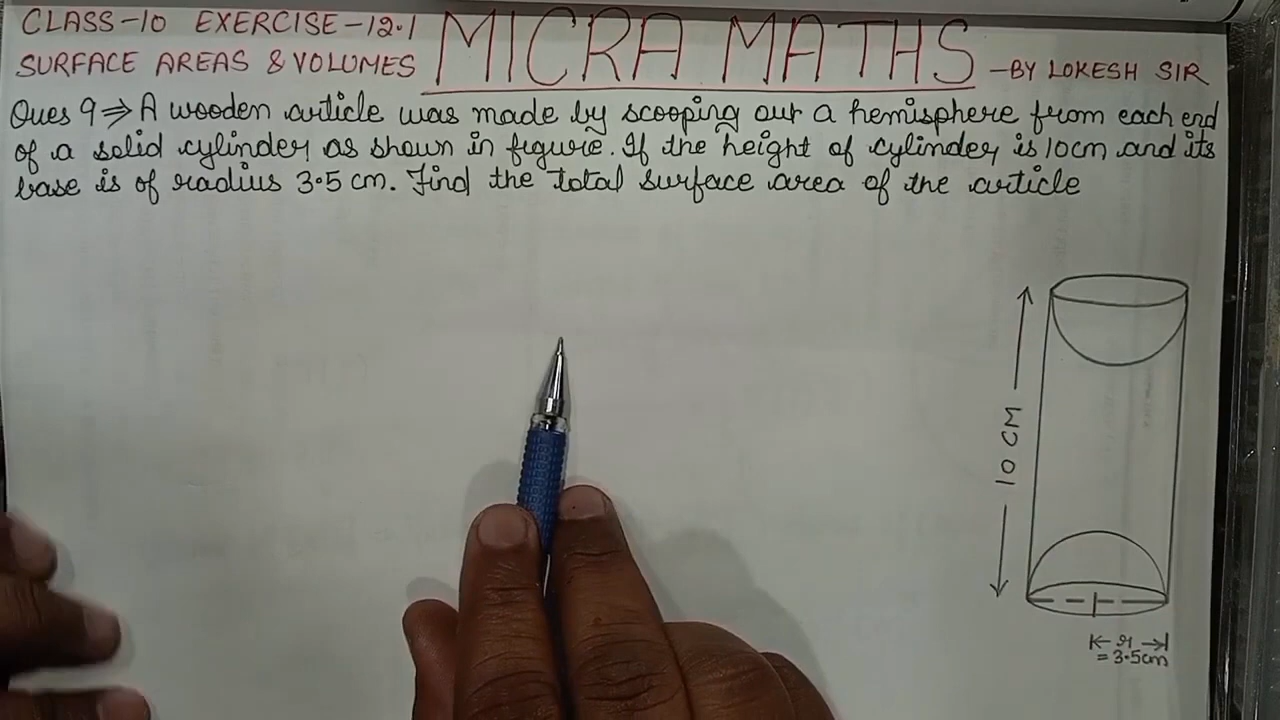 CLASS-10 EXERCISE-12.1 MICRA MATHS
SURFACE AREAS & VOLUMES -BY LOKESH SIR
Ques 9 ⇒ A wooden article was made by scooping out a hemisphere from each end
of a solid cylinder as shown in figure. If the height of cylinder is 10cm and its
base is of radius 3.5 cm. Find the total surface area of the article
10 CM
r
= 3.5cm